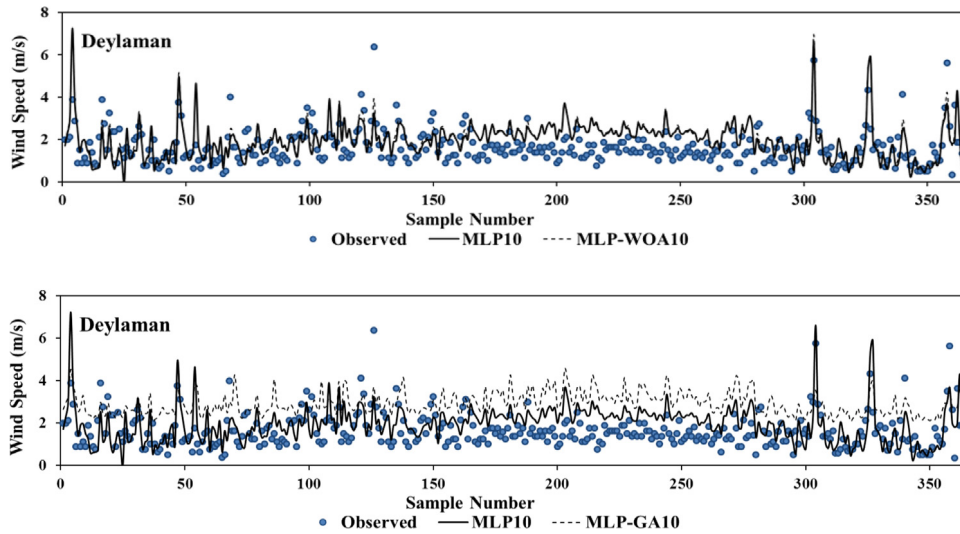 8
Deylaman
6
4
2
0
Wind Speed (m/s)
0 50 100 150 200 250 300 350
Sample Number
Observed MLP10 MLP-WOA10
8
Deylaman
6
4
2
0
Wind Speed (m/s)
0 50 100 150 200 250 300 350
Sample Number
Observed MLP10 MLP-GA10